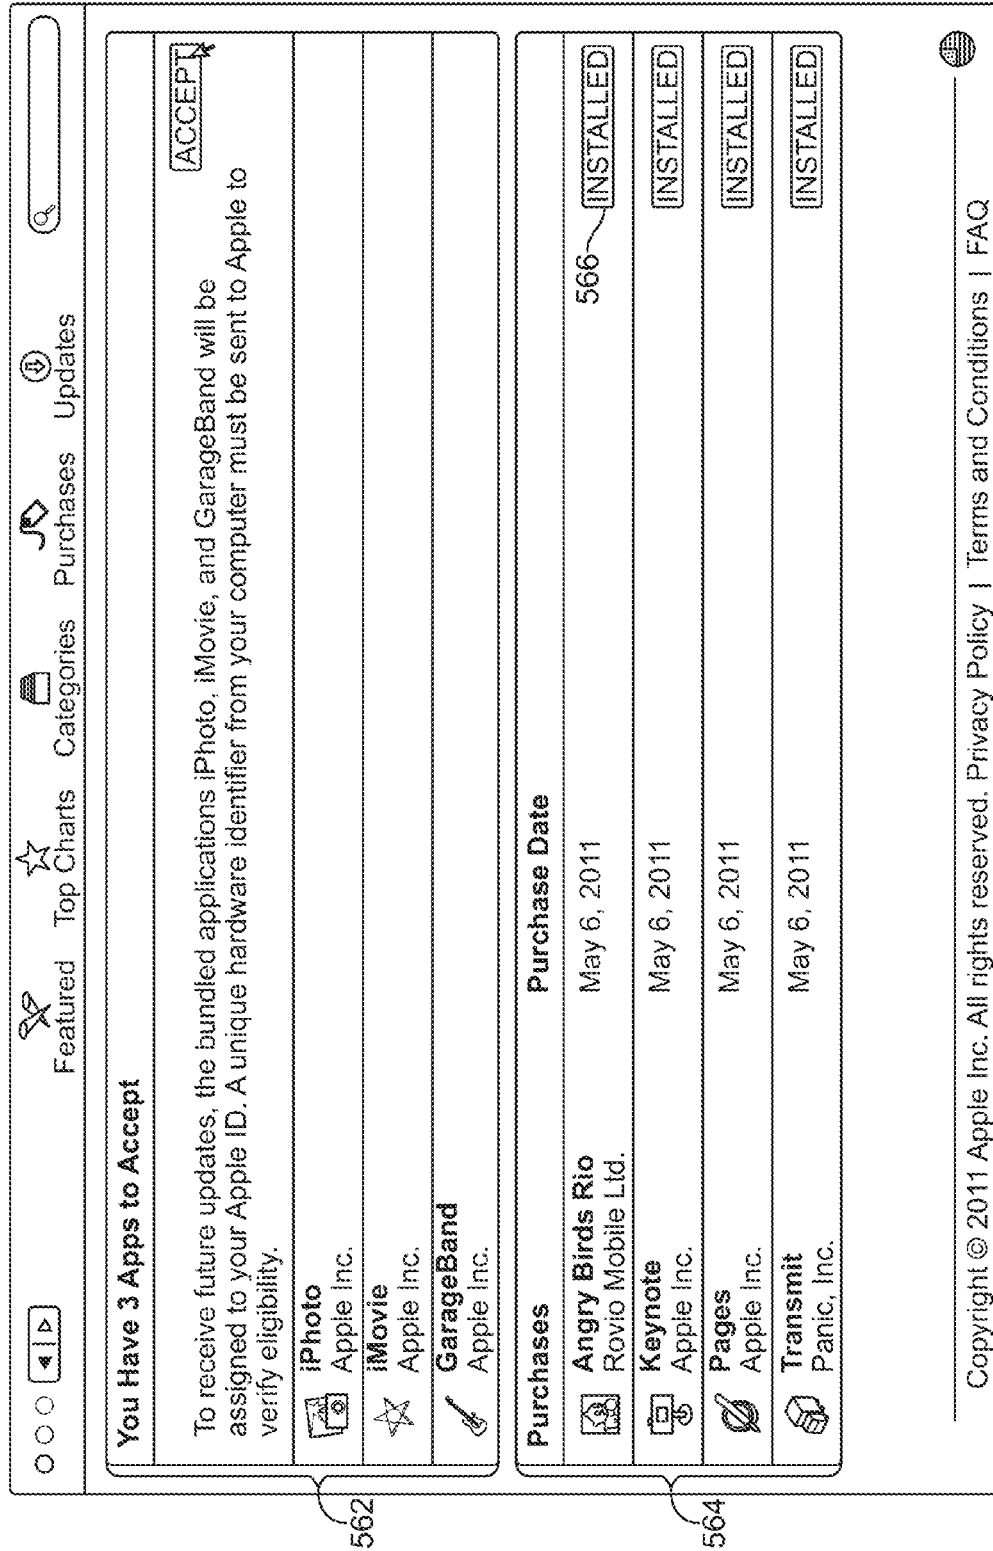 Featured Top Charts Categories Purchases Updates
You Have 3 Apps to Accept
To receive future updates, the bundled applications iPhoto, iMovie, and GarageBand will be
assigned to your Apple ID. A unique hardware identifier from your computer must be sent to Apple to
verify eligibility.
ACCEPT
iPhoto
Apple Inc.
iMovie
Apple Inc.
GarageBand
Apple Inc.
562
Purchases Purchase Date
Angry Birds Rio
Rovio Mobile Ltd.
May 6, 2011
566
INSTALLED
Keynote
Apple Inc.
May 6, 2011
INSTALLED
Pages
Apple Inc.
May 6, 2011
INSTALLED
Transmit
Panic, Inc.
May 6, 2011
INSTALLED
564
Copyright © 2011 Apple Inc. All rights reserved. Privacy Policy | Terms and Conditions | FAQ